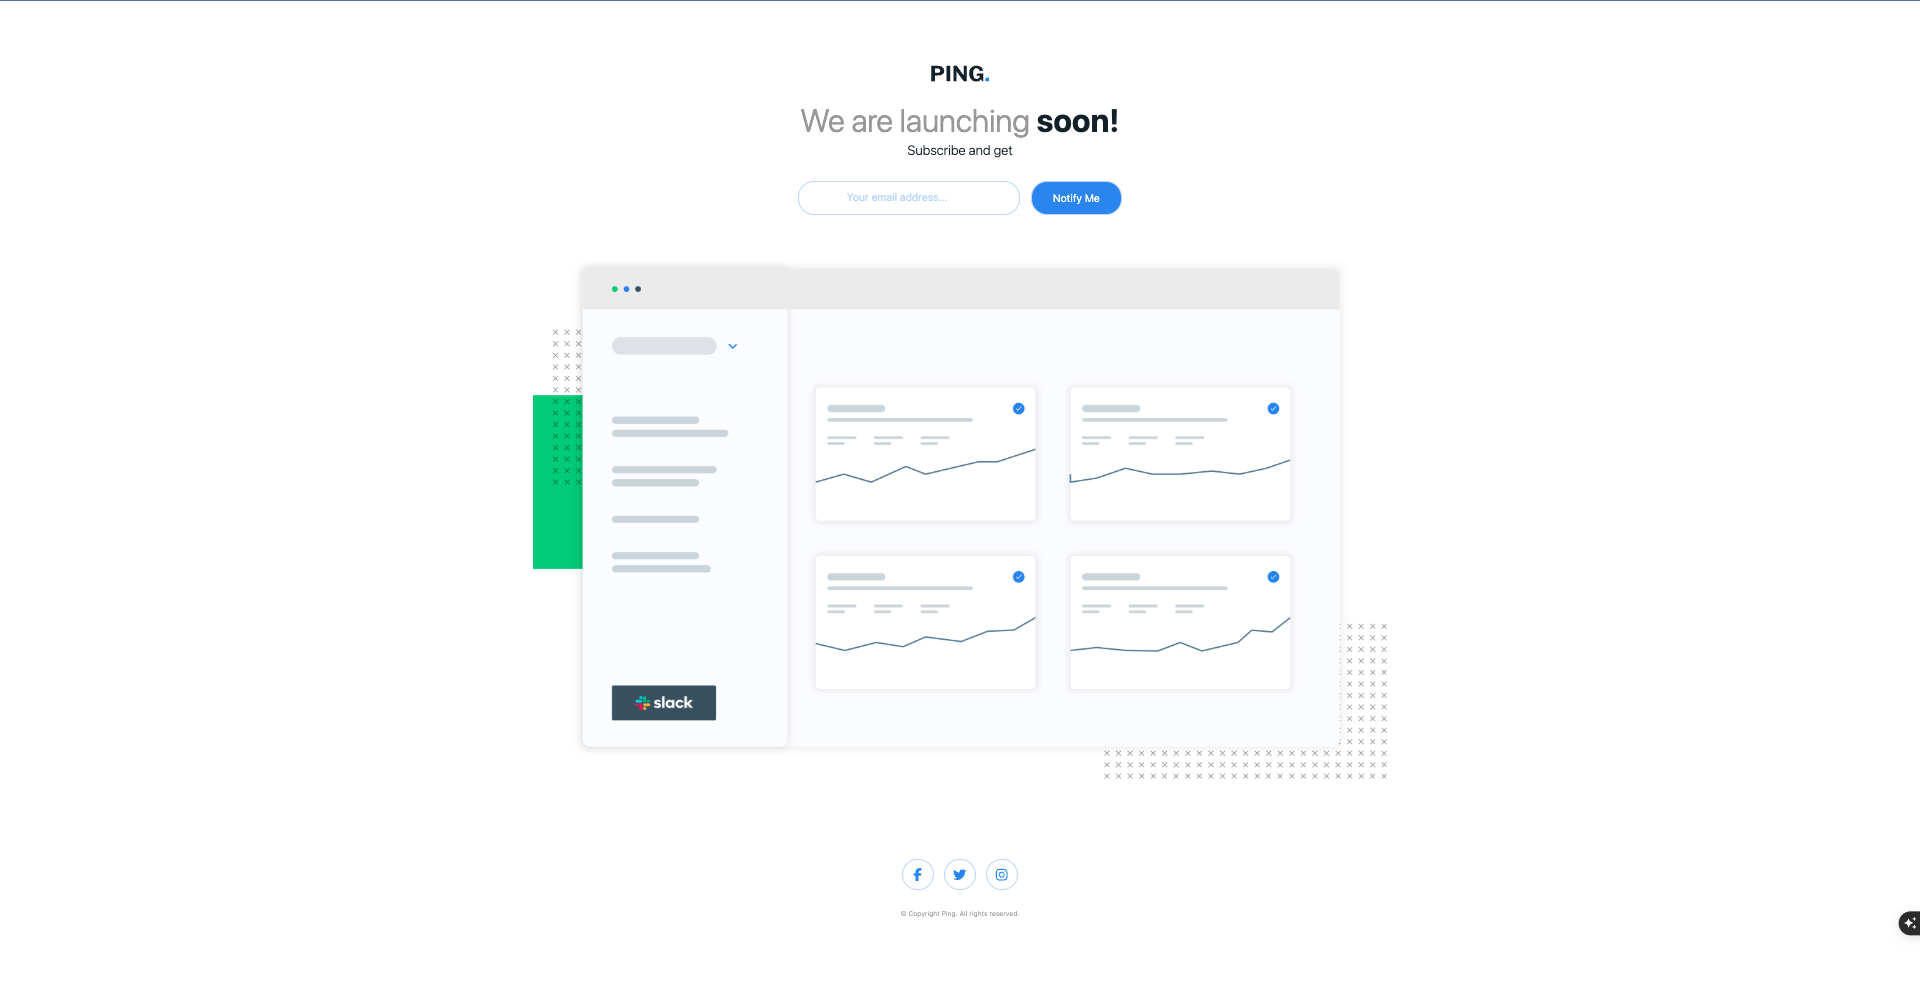 PING.
We are launching soon!
Subscribe and get
Your email address...
Notify Me
slack
© Copyright Ping. All rights reserved.